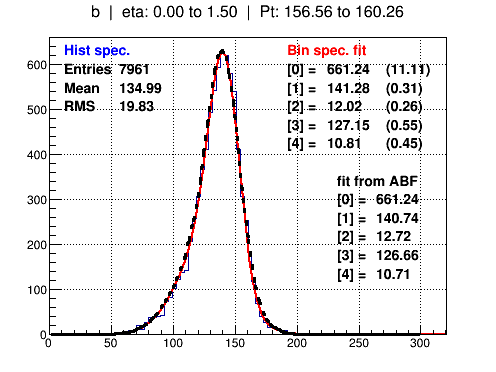 b | eta: 0.00 to 1.50 | Pt: 156.56 to 160.26
Hist spec.
Entries 7961
Mean 134.99
RMS 19.83
Bin spec. fit
[0] = 661.24 (11.11)
[1] = 141.28 (0.31)
[2] = 12.02 (0.26)
[3] = 127.15 (0.55)
[4] = 10.81 (0.45)
fit from ABF
[0] = 661.24
[1] = 140.74
[2] = 12.72
[3] = 126.66
[4] = 10.71
600
500
400
300
200
100
0
0 50 100 150 200 250 300